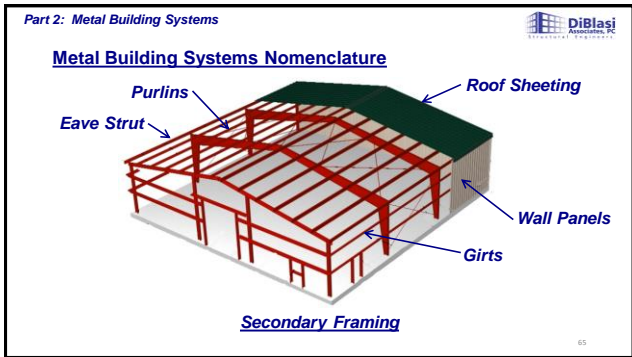 Part 2: Metal Building Systems
DiBlasi
Associates, PC
Structural Engineers
Metal Building Systems Nomenclature
Purlins
Roof Sheeting
Eave Strut
Wall Panels
Girts
Secondary Framing
65